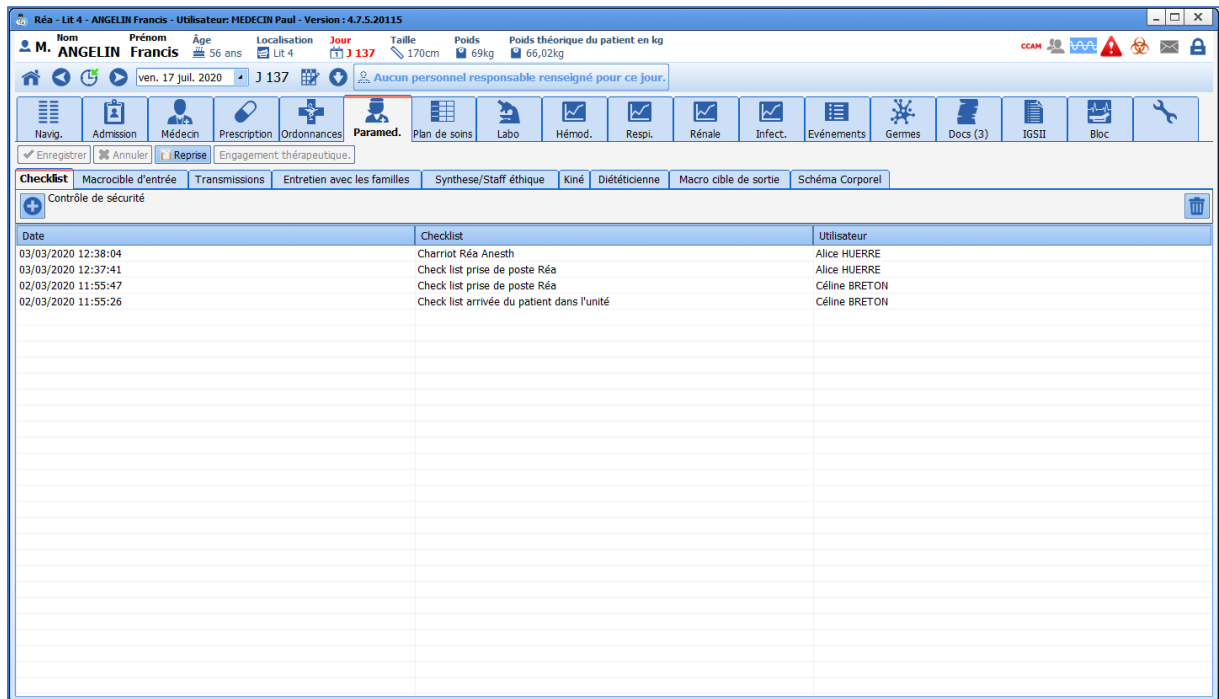 Réa - Lit 4 - ANGELIN Francis - Utilisateur: MEDECIN Paul - Version : 4.7.5.20115
Nom Prénom Âge Localisation Jour Taille Poids Poids théorique du patient en kg
M. ANGELIN Francis 56 ans Lit 4 J 137 170cm 69kg 66,02kg CCAM
ven. 17 juil. 2020 J 137 Aucun personnel responsable renseigné pour ce jour.
Navig. Admission Médecin Prescription Ordonnances Paramed. Plan de soins Labo Hémod. Respi. Rénale Infect. Evénements Germes Docs (3) IGSII Bloc
Enregistrer Annuler Reprise Engagement thérapeutique.
Checklist Macrocible d'entrée Transmissions Entretien avec les familles Synthese/Staff éthique Kiné Diététicienne Macro cible de sortie Schéma Corporel
Contrôle de sécurité
Date Checklist Utilisateur
03/03/2020 12:38:04 Charriot Réa Anesth Alice HUERRE
03/03/2020 12:37:41 Check list prise de poste Réa Alice HUERRE
02/03/2020 11:55:47 Check list prise de poste Réa Céline BRETON
02/03/2020 11:55:26 Check list arrivée du patient dans l'unité Céline BRETON